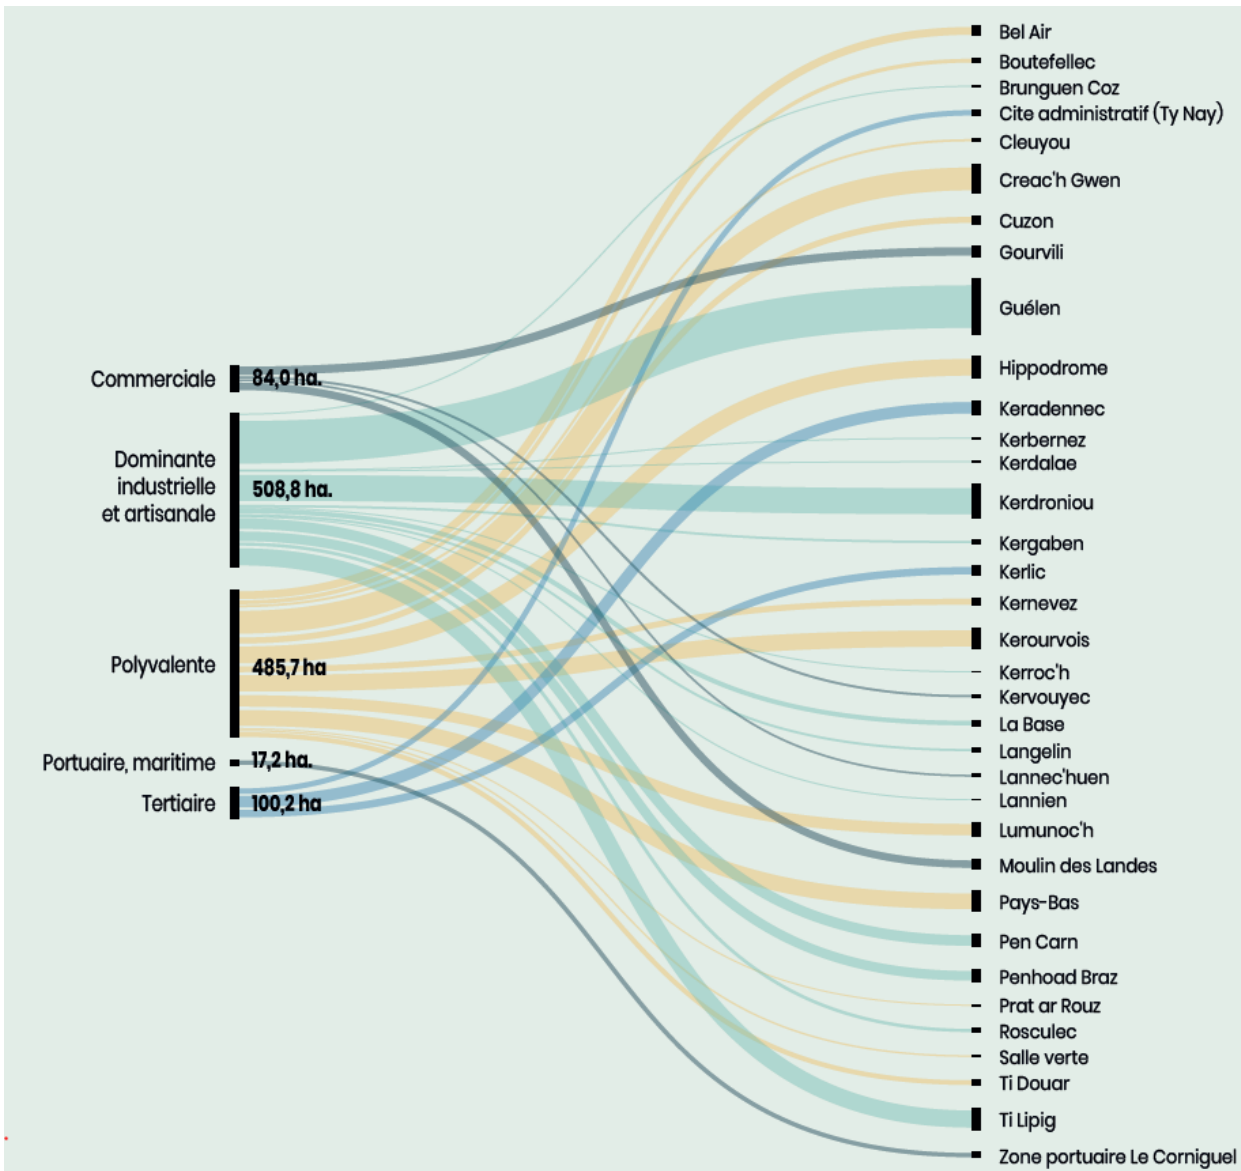 Commerciale
84,0 ha.
Dominante
industrielle
et artisanale
508,8 ha.
Polyvalente
485,7 ha
Portuaire, maritime
17,2 ha.
Tertiaire
100,2 ha
Bel Air
Boutefellec
Brunguen Coz
Cite administratif (Ty Nay)
Cleuyou
Creac'h Gwen
Cuzon
Gourvili
Guélen
Hippodrome
Keradennec
Kerbernez
Kerdalae
Kerdroniou
Kergaben
Kerlic
Kernevez
Kerourvois
Kerroc'h
Kervouyec
La Base
Langelin
Lannec'huen
Lannien
Lumunoc'h
Moulin des Landes
Pays-Bas
Pen Carn
Penhoad Braz
Prat ar Rouz
Rosculec
Salle verte
Ti Douar
Ti Lipig
Zone portuaire Le Corniguel